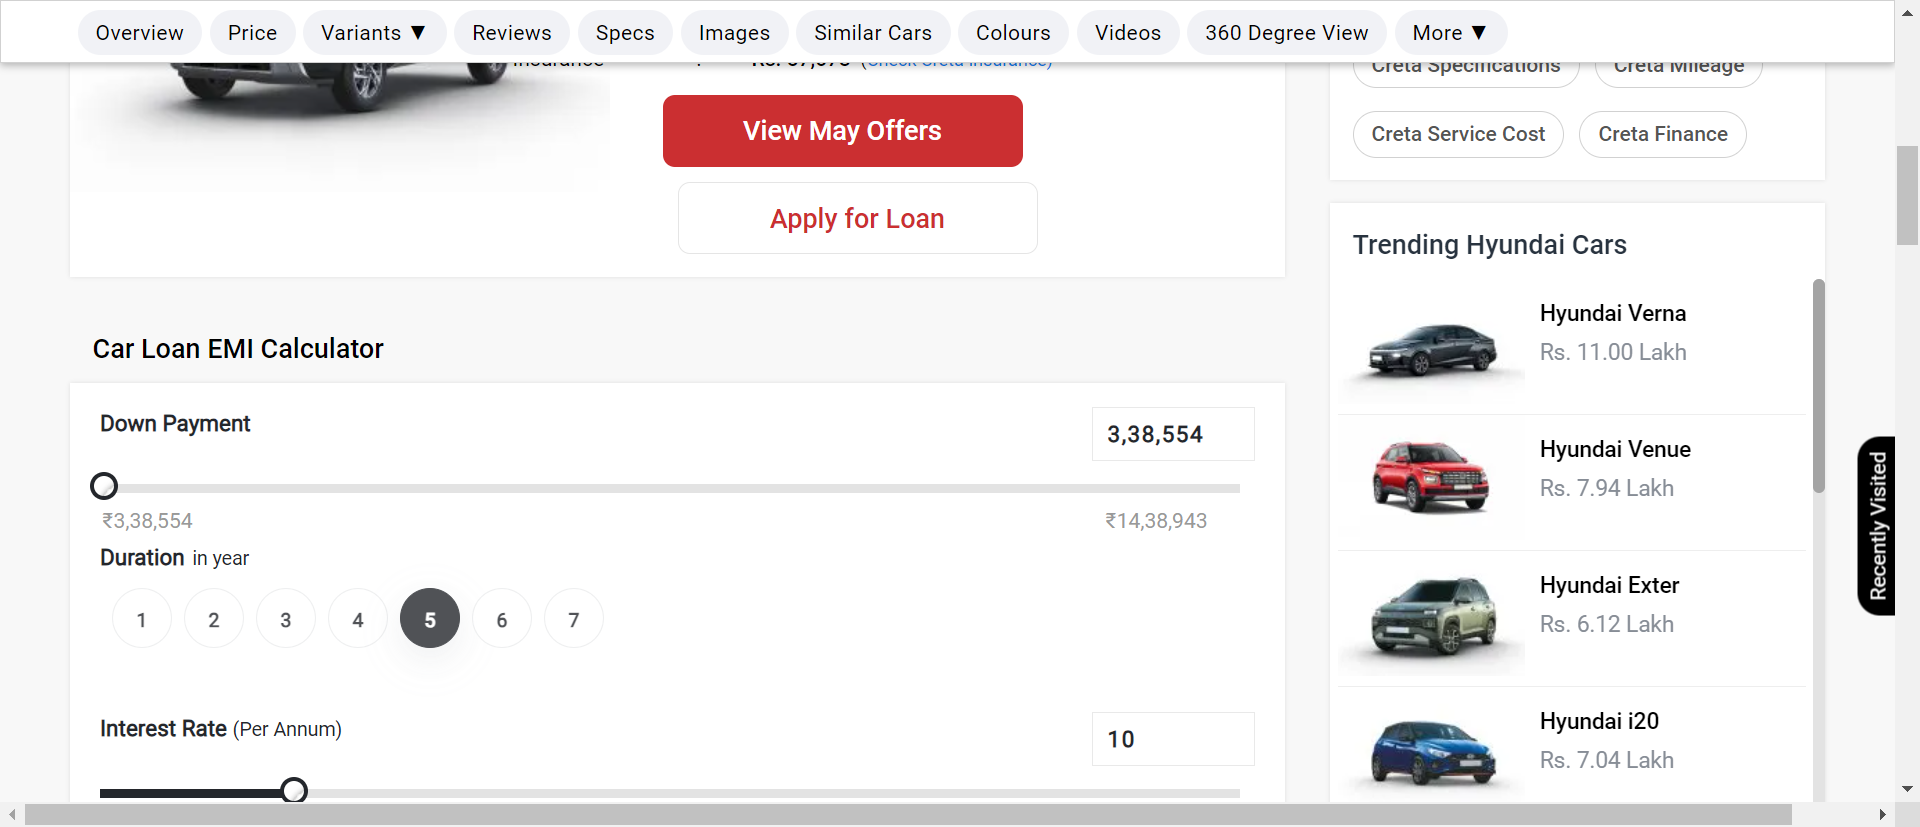 Overview Price Variants ▼ Reviews Specs Images Similar Cars Colours Videos 360 Degree View More ▼
Insurance : Rs. 57,073 (Check Creta Insurance)
View May Offers
Apply for Loan
Car Loan EMI Calculator
Down Payment
3,38,554
₹3,38,554 ₹14,38,943
Duration in year
1 2 3 4 5 6 7
Interest Rate (Per Annum)
10
Creta Specifications Creta Mileage
Creta Service Cost Creta Finance
Trending Hyundai Cars
Hyundai Verna
Rs. 11.00 Lakh
Hyundai Venue
Rs. 7.94 Lakh
Hyundai Exter
Rs. 6.12 Lakh
Hyundai i20
Rs. 7.04 Lakh
Recently Visited